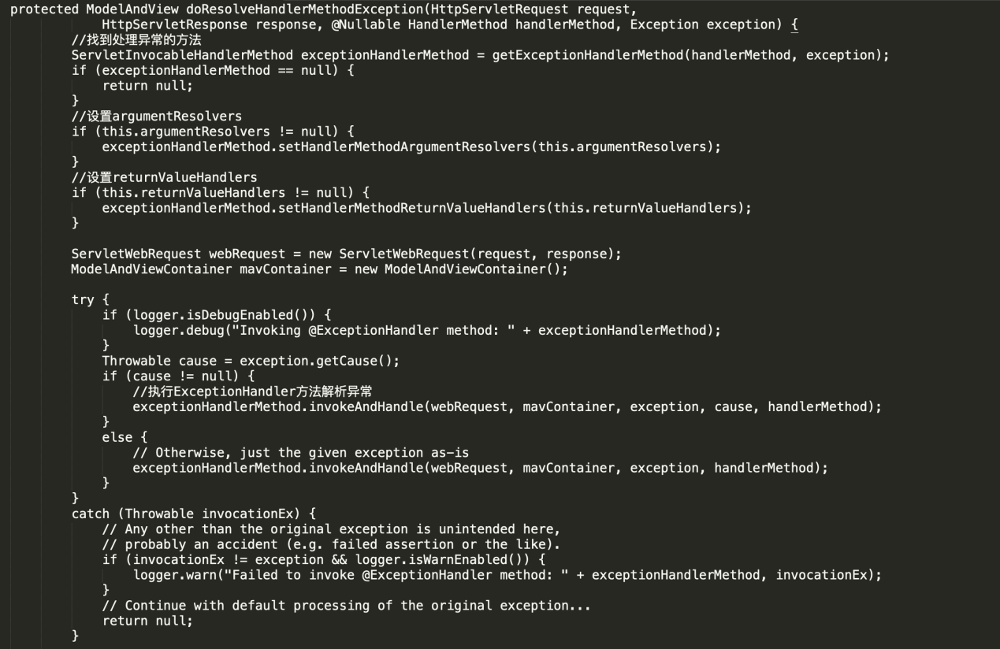 protected ModelAndView doResolveHandlerMethodException(HttpServletRequest request,
HttpServletResponse response, @Nullable HandlerMethod handlerMethod, Exception exception) {
//找到处理异常的方法
ServletInvocableHandlerMethod exceptionHandlerMethod = getExceptionHandlerMethod(handlerMethod, exception);
if (exceptionHandlerMethod == null) {
return null;
}
//设置argumentResolvers
if (this.argumentResolvers != null) {
exceptionHandlerMethod.setHandlerMethodArgumentResolvers(this.argumentResolvers);
}
//设置returnValueHandlers
if (this.returnValueHandlers != null) {
exceptionHandlerMethod.setHandlerMethodReturnValueHandlers(this.returnValueHandlers);
}
ServletWebRequest webRequest = new ServletWebRequest(request, response);
ModelAndViewContainer mavContainer = new ModelAndViewContainer();
try {
if (logger.isDebugEnabled()) {
logger.debug("Invoking @ExceptionHandler method: " + exceptionHandlerMethod);
}
Throwable cause = exception.getCause();
if (cause != null) {
//执行ExceptionHandler方法解析异常
exceptionHandlerMethod.invokeAndHandle(webRequest, mavContainer, exception, cause, handlerMethod);
}
else {
// Otherwise, just the given exception as-is
exceptionHandlerMethod.invokeAndHandle(webRequest, mavContainer, exception, handlerMethod);
}
}
catch (Throwable invocationEx) {
// Any other than the original exception is unintended here,
// probably an accident (e.g. failed assertion or the like).
if (invocationEx != exception && logger.isWarnEnabled()) {
logger.warn("Failed to invoke @ExceptionHandler method: " + exceptionHandlerMethod, invocationEx);
}
// Continue with default processing of the original exception...
return null;
}